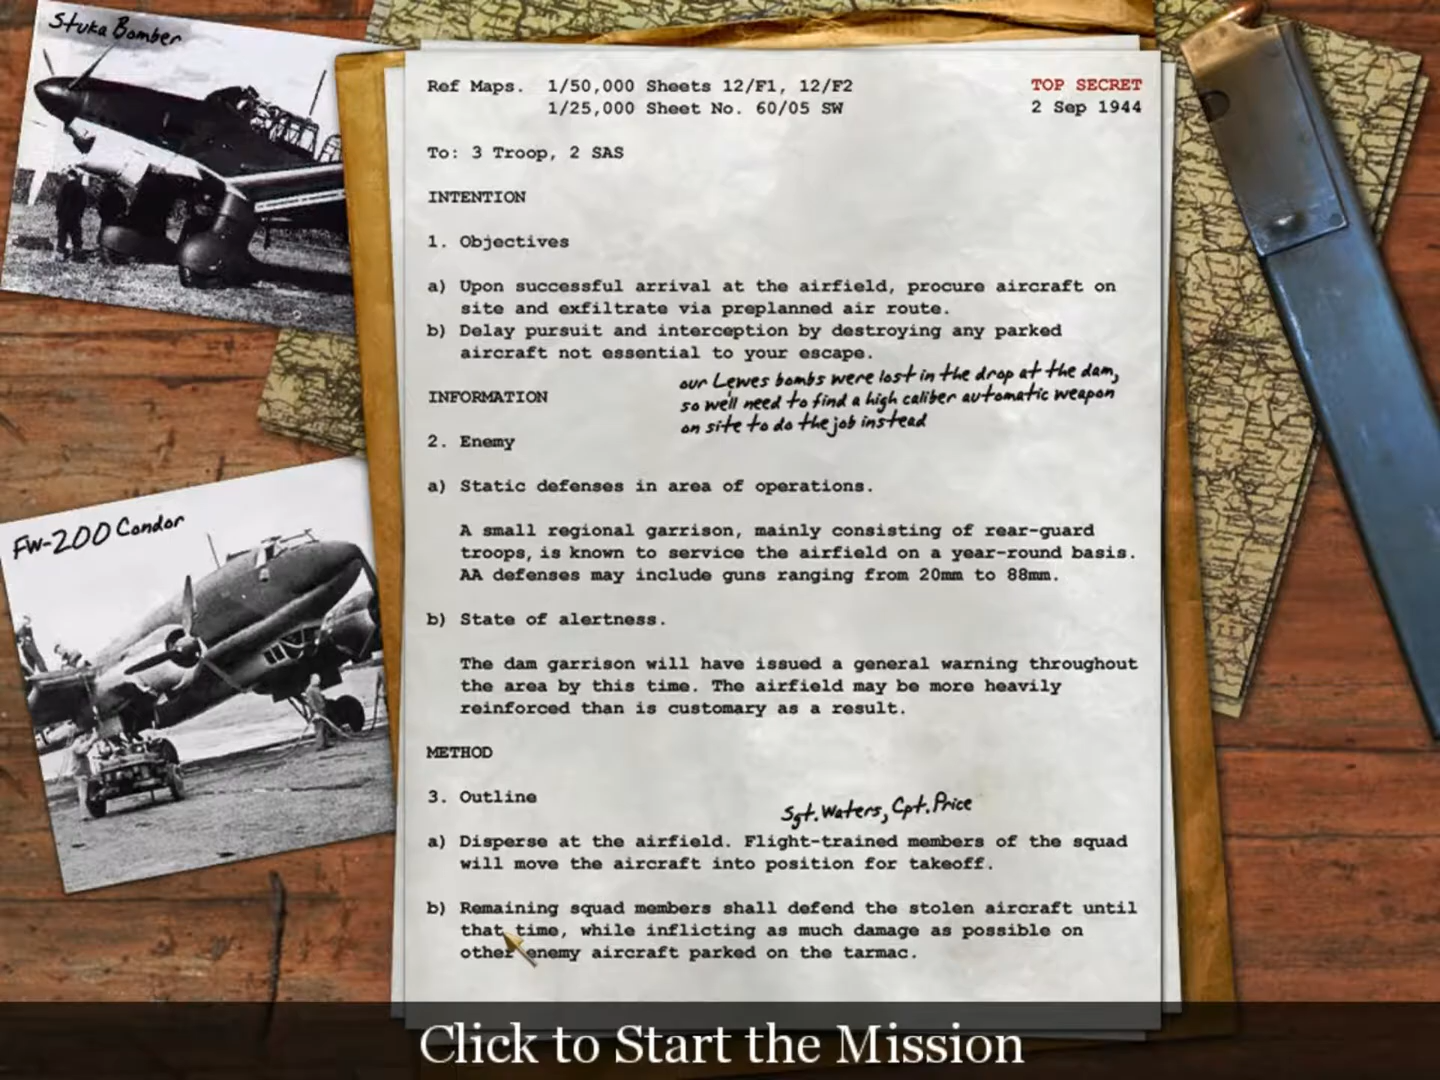 Stuka Bomber
Ref Maps. 1/50,000 Sheets 12/F1, 12/F2
TOP SECRET
1/25,000 Sheet No. 60/05 SW
2 Sep 1944
To: 3 Troop, 2 SAS
INTENTION
1. Objectives
a) Upon successful arrival at the airfield, procure aircraft on
site and exfiltrate via preplanned air route.
b) Delay pursuit and interception by destroying any parked
aircraft not essential to your escape.
our Lewes bombs were lost in the drop at the dam,
so we'll need to find a high caliber automatic weapon
on site to do the job instead
INFORMATION
2. Enemy
a) Static defenses in area of operations.
A small regional garrison, mainly consisting of rear-guard
troops, is known to service the airfield on a year-round basis.
AA defenses may include guns ranging from 20mm to 88mm.
b) State of alertness.
The dam garrison will have issued a general warning throughout
the area by this time. The airfield may be more heavily
reinforced than is customary as a result.
METHOD
3. Outline
Sgt. Waters, Cpt. Price
a) Disperse at the airfield. Flight-trained members of the squad
will move the aircraft into position for takeoff.
b) Remaining squad members shall defend the stolen aircraft until
that time, while inflicting as much damage as possible on
other enemy aircraft parked on the tarmac.
FW-200 Condor
Click to Start the Mission